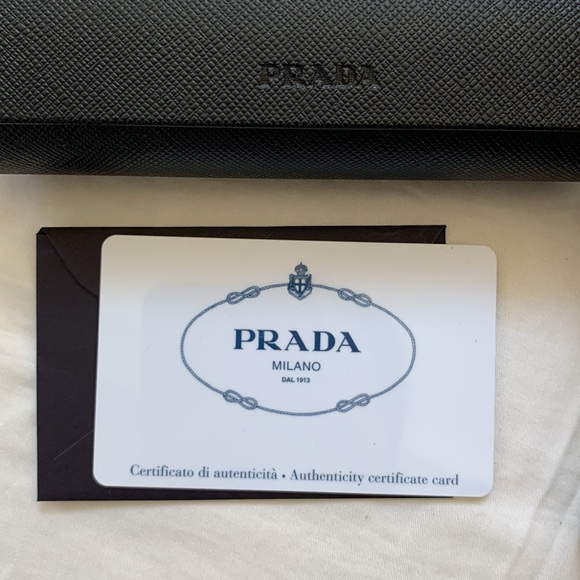 PRADA
PRADA
MILANO
DAL 1913
Certificato di autenticità • Authenticity certificate card